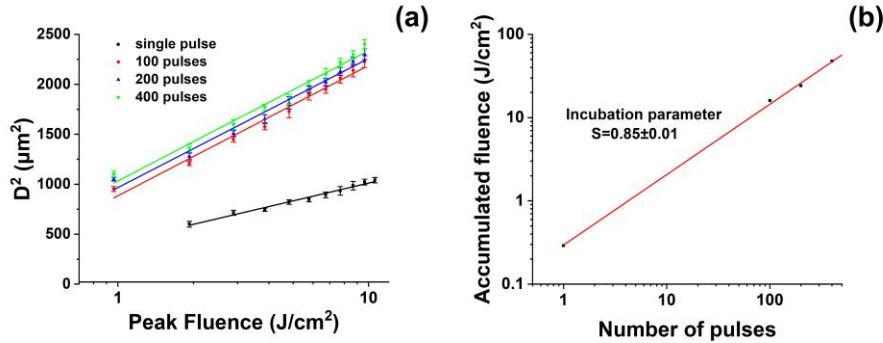 (a)
2500
2000
1500
1000
500
0
D² (µm²)
single pulse
100 pulses
200 pulses
400 pulses
1
10
Peak Fluence (J/cm²)
(b)
100
10
1
0.1
Accumulated fluence (J/cm²)
Incubation parameter
S=0.85±0.01
1
10
100
Number of pulses